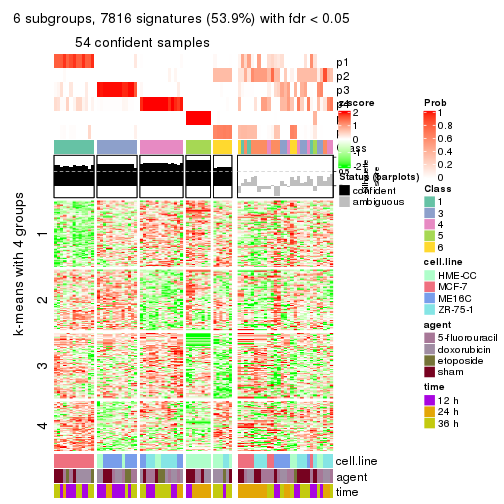 6 subgroups, 7816 signatures (53.9%) with fdr < 0.05
54 confident samples
p1
p2
p3
k-means with 4 groups
1
2
3
4
z-score
2
1
0
-1
-2
Status (barplots)
confident
ambiguous
Prob
1
0.8
0.6
0.4
0.2
0
Class
1
3
4
5
6
cell.line
HME-CC
MCF-7
ME16C
ZR-75-1
agent
5-fluorouracil
doxorubicin
etoposide
sham
time
12 h
24 h
36 h
cell.line
agent
time